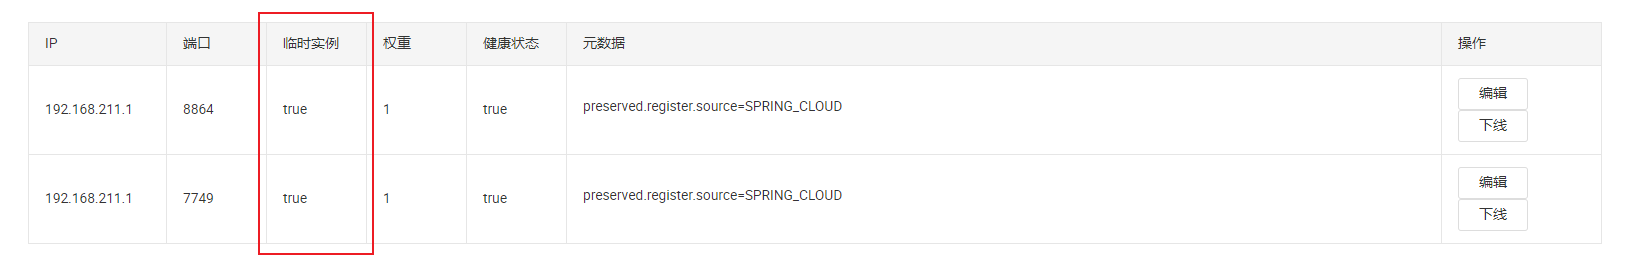 IP 端口 临时实例 权重 健康状态 元数据 操作
192.168.211.1 8864 true 1 true preserved.register.source=SPRING_CLOUD 编辑
下线
192.168.211.1 7749 true 1 true preserved.register.source=SPRING_CLOUD 编辑
下线